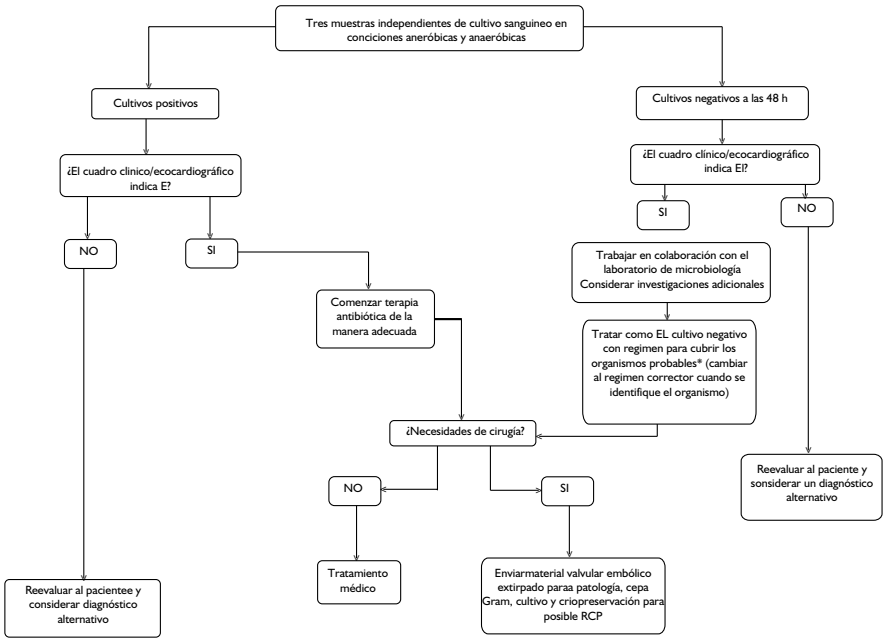 Tres muestras independientes de cultivo sanguineo en
conciciones aneróbicas y anaeróbicas
Cultivos positivos
Cultivos negativos a las 48 h
¿El cuadro clinico/ecocardiográfico
indica E?
¿El cuadro clínico/ecocardiográfico
indica EI?
NO
SI
SI
NO
Trabajar en colaboración con el
laboratorio de microbiología
Considerar investigaciones adicionales
Comenzar terapia
antibiótica de la
manera adecuada
Tratar como EL cultivo negativo
con regimen para cubrir los
organismos probables* (cambiar
al regimen corrector cuando se
identifique el organismo)
¿Necesidades de cirugía?
NO
SI
Reevaluar al paciente y
sonsiderar un diagnóstico
alternativo
Tratamiento
médico
Enviarmaterial valvular embólico
extirpado paraa patología, cepa
Gram, cultivo y criopreservación para
posible RCP
Reevaluar al pacientee y
considerar diagnóstico
alternativo